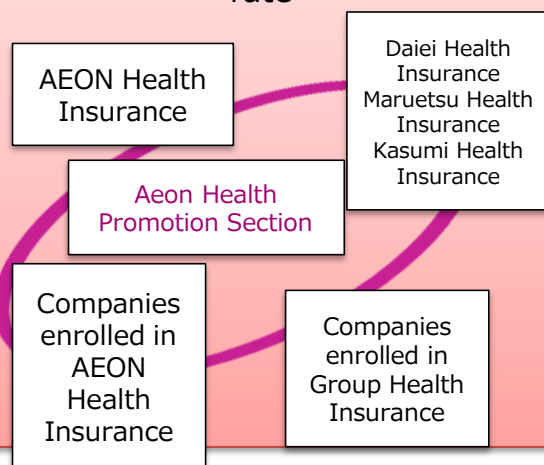 rate
AEON Health
Insurance
Daiei Health
Insurance
Maruetsu Health
Insurance
Kasumi Health
Insurance
Aeon Health
Promotion Section
Companies
enrolled in
AEON
Health
Insurance
Companies
enrolled in
Group Health
Insurance